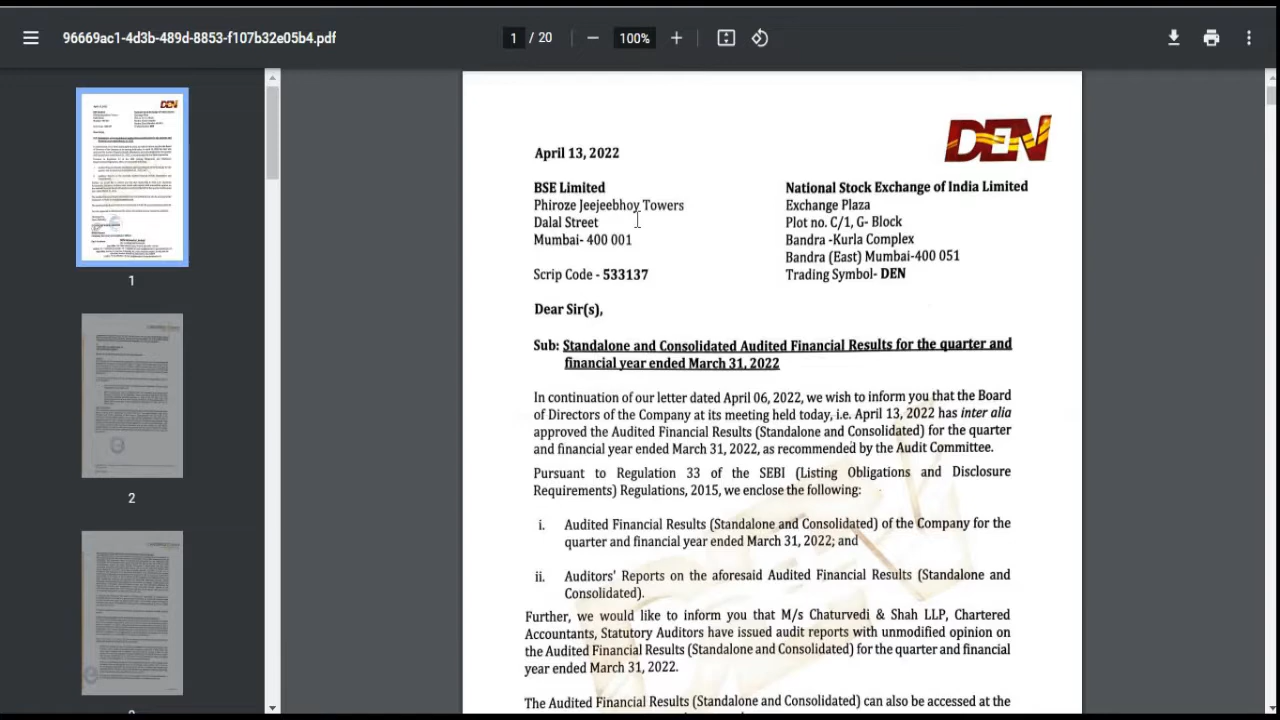 96669ac1-4d3b-489d-8853-f107b32e05b4.pdf
1 / 20
100%
DEN
April 13, 2022
BSE Limited
Phiroze Jeejeebhoy Towers
Dalal Street
Mumbai- 400 001
Scrip Code - 533137
National Stock Exchange of India Limited
Exchange Plaza
Plot no. C/1, G- Block
Bandra -Kurla Complex
Bandra (East) Mumbai-400 051
Trading Symbol- DEN
Dear Sir(s),
Sub: Standalone and Consolidated Audited Financial Results for the quarter and
financial year ended March 31, 2022
In continuation of our letter dated April 06, 2022, we wish to inform you that the Board
of Directors of the Company at its meeting held today, i.e. April 13, 2022 has inter alia
approved the Audited Financial Results (Standalone and Consolidated) for the quarter
and financial year ended March 31, 2022, as recommended by the Audit Committee.
Pursuant to Regulation 33 of the SEBI (Listing Obligations and Disclosure
Requirements) Regulations, 2015, we enclose the following:
i. Audited Financial Results (Standalone and Consolidated) of the Company for the
quarter and financial year ended March 31, 2022; and
ii. Auditors' Reports on the aforesaid Audited Financial Results (Standalone and
Consolidated).
Further, we would like to inform you that M/s Chaturvedi & Shah LLP, Chartered
Accountants, Statutory Auditors have issued audit reports with unmodified opinion on
the Audited Financial Results (Standalone and Consolidated) for the quarter and financial
year ended March 31, 2022.
The Audited Financial Results (Standalone and Consolidated) can also be accessed at the
DEN
1
2